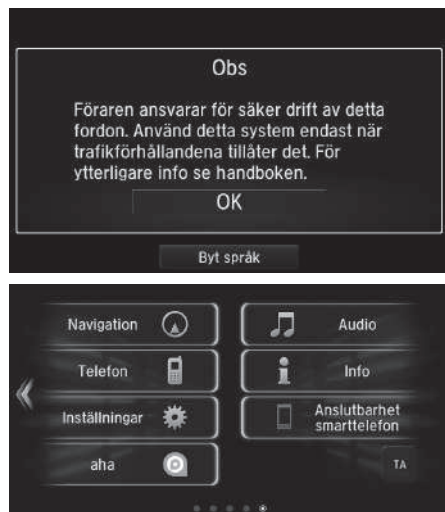 Obs
Föraren ansvarar för säker drift av detta
fordon. Använd detta system endast när
trafikförhållandena tillåter det. För
ytterligare info se handboken.
OK
Byt språk
Navigation
Audio
Telefon
Info
Inställningar
Anslutbarhet
smarttelefon
aha
TA